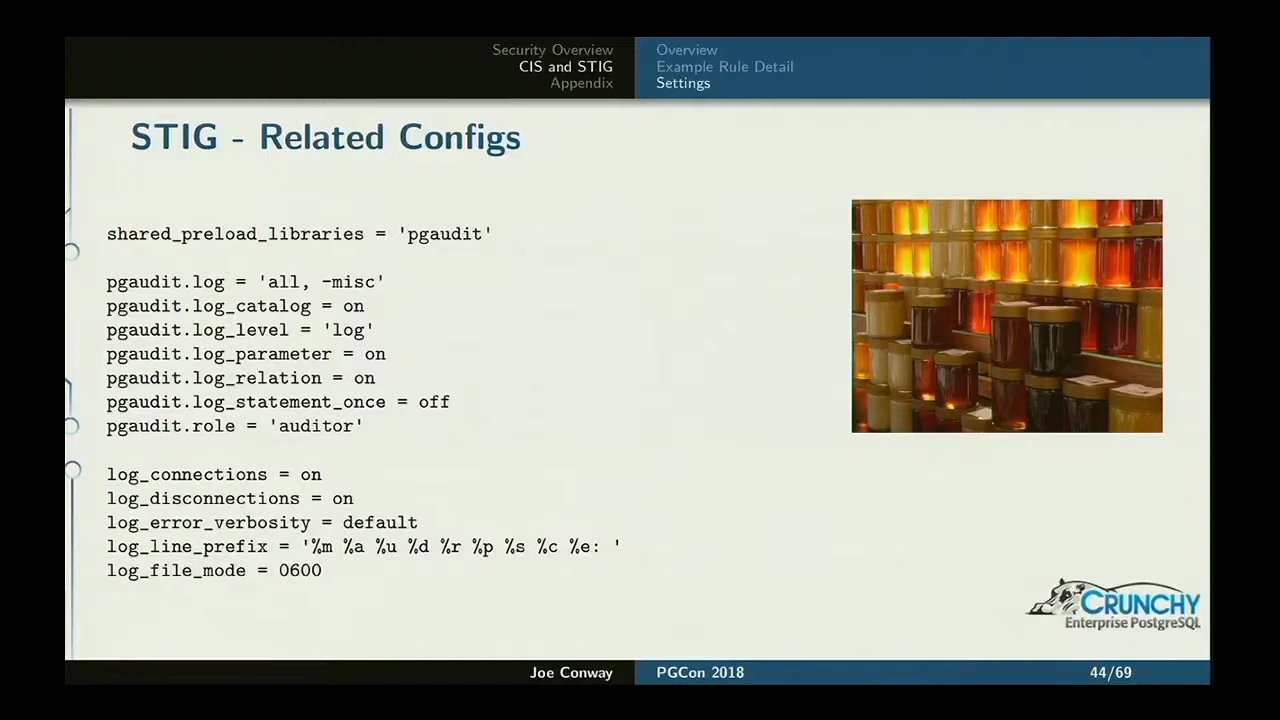 Security Overview
CIS and STIG
Appendix
Overview
Example Rule Detail
Settings
STIG - Related Configs
shared_preload_libraries = 'pgaudit'
pgaudit.log = 'all, -misc'
pgaudit.log_catalog = on
pgaudit.log_level = 'log'
pgaudit.log_parameter = on
pgaudit.log_relation = on
pgaudit.log_statement_once = off
pgaudit.role = 'auditor'
log_connections = on
log_disconnections = on
log_error_verbosity = default
log_line_prefix = '%m %a %u %d %r %p %s %c %e: '
log_file_mode = 0600
CRUNCHY
Enterprise PostgreSQL
Joe Conway
PGCon 2018
44/69